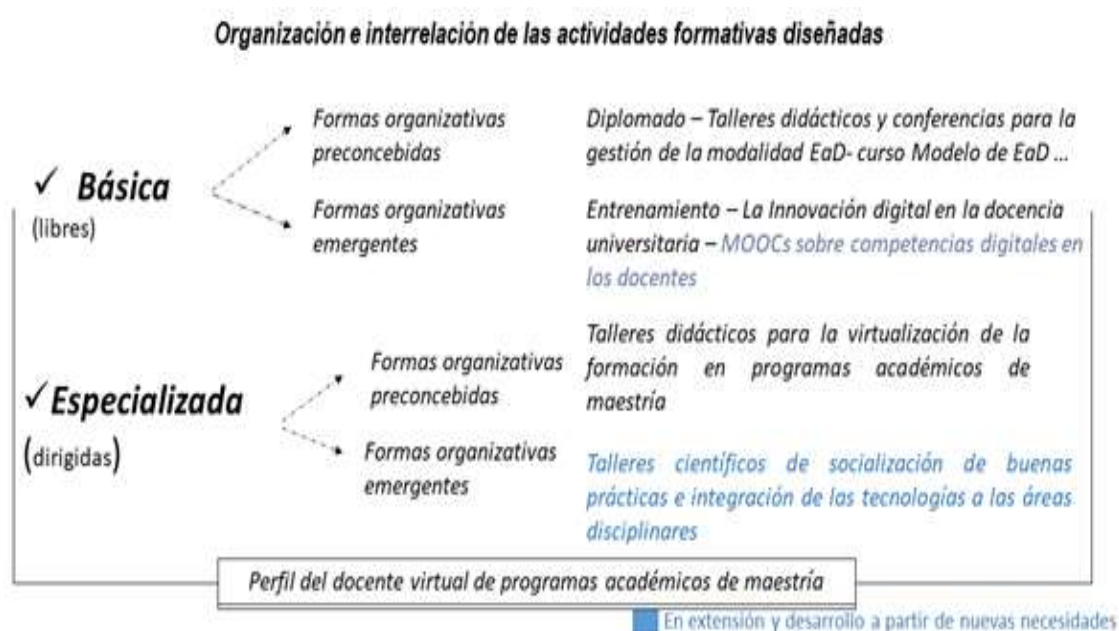 Organización e interrelación de las actividades formativas diseñadas
✓ Básica
(libres)
Formas organizativas
preconcebidas
Diplomado – Talleres didácticos y conferencias para la
gestión de la modalidad EaD- curso Modelo de EaD ...
Formas organizativas
emergentes
Entrenamiento – La Innovación digital en la docencia
universitaria – MOOCs sobre competencias digitales en
los docentes
✓ Especializada
(dirigidas)
Formas organizativas
preconcebidas
Talleres didácticos para la virtualización de la
formación en programas académicos de
maestría
Formas organizativas
emergentes
Talleres científicos de socialización de buenas
prácticas e integración de las tecnologías a las áreas
disciplinares
Perfil del docente virtual de programas académicos de maestría
En extensión y desarrollo a partir de nuevas necesidades